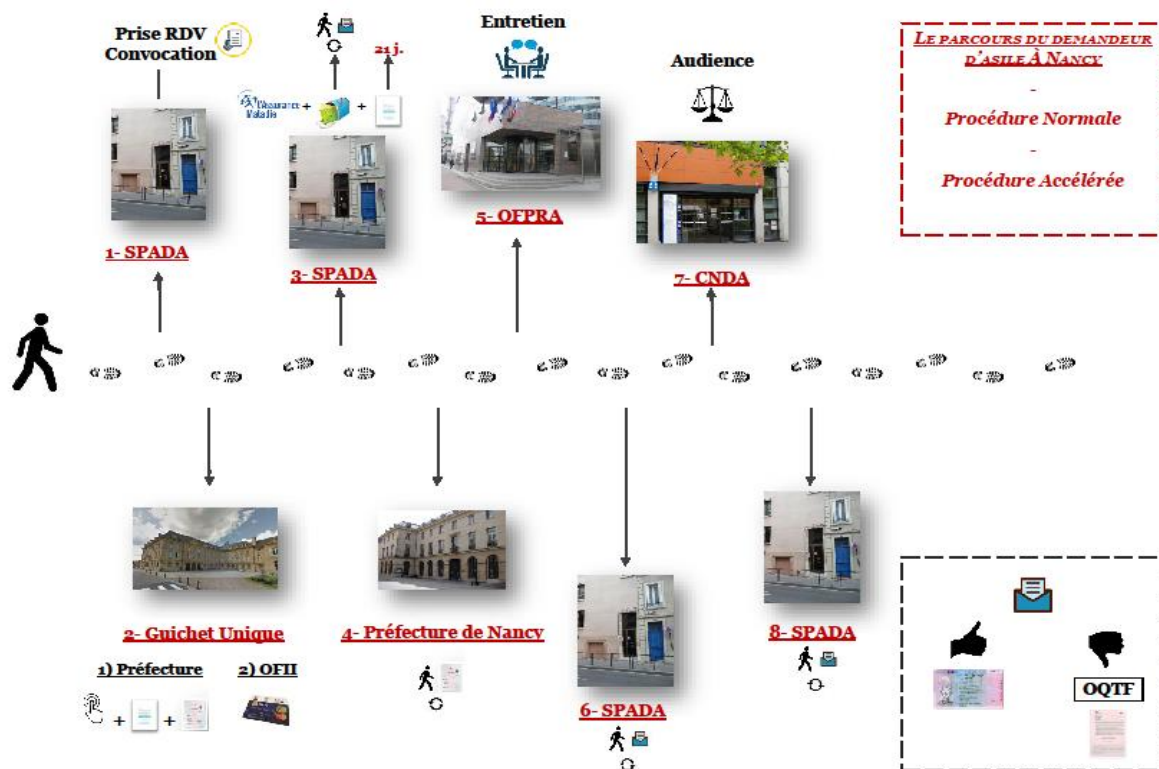 Prise RDV
Convocation
1- SPADA
21 j.
l'Assurance
Maladie
+
+
3- SPADA
Entretien
5- OFPRA
Audience
7- CNDA
LE PARCOURS DU DEMANDEUR
D'ASILE À NANCY
-
Procédure Normale
-
Procédure Accélérée
2- Guichet Unique
1) Préfecture
2) OFII
+
+
4- Préfecture de Nancy
6- SPADA
8- SPADA
OQTF